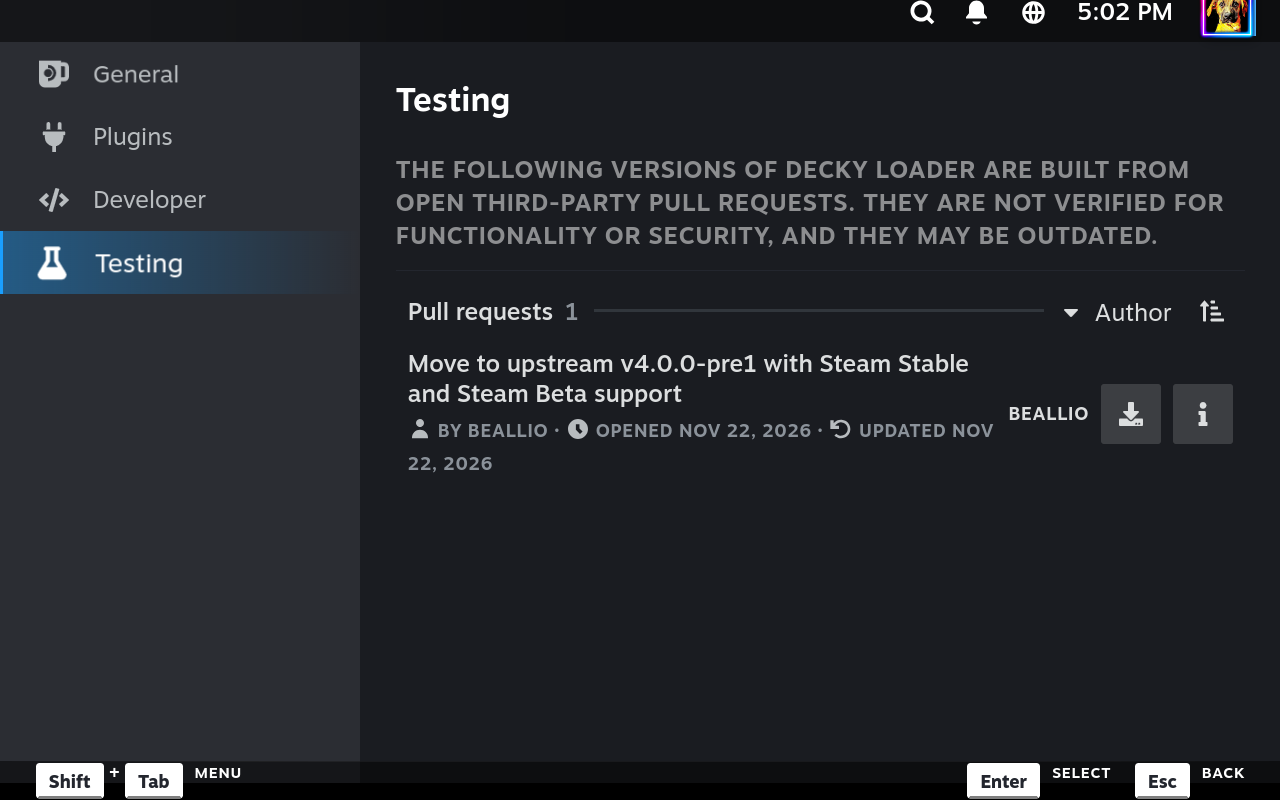 5:02 PM
General
Plugins
Developer
Testing
Testing
THE FOLLOWING VERSIONS OF DECKY LOADER ARE BUILT FROM
OPEN THIRD-PARTY PULL REQUESTS. THEY ARE NOT VERIFIED FOR
FUNCTIONALITY OR SECURITY, AND THEY MAY BE OUTDATED.
Pull requests 1
Author
Move to upstream v4.0.0-pre1 with Steam Stable
and Steam Beta support
BY BEALLIO · OPENED NOV 22, 2026 · UPDATED NOV
22, 2026
BEALLIO
Shift + Tab MENU
Enter SELECT Esc BACK